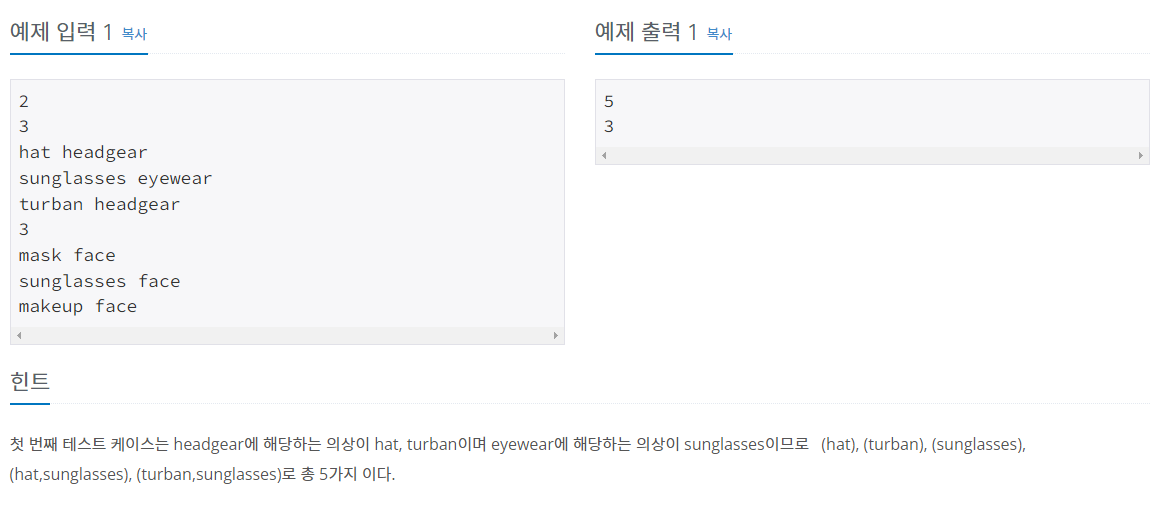 예제 입력 1 복사
2
3
hat headgear
sunglasses eyewear
turban headgear
3
mask face
sunglasses face
makeup face
예제 출력 1 복사
5
3
힌트
첫 번째 테스트 케이스는 headgear에 해당하는 의상이 hat, turban이며 eyewear에 해당하는 의상이 sunglasses이므로 (hat), (turban), (sunglasses),
(hat,sunglasses), (turban,sunglasses)로 총 5가지 이다.